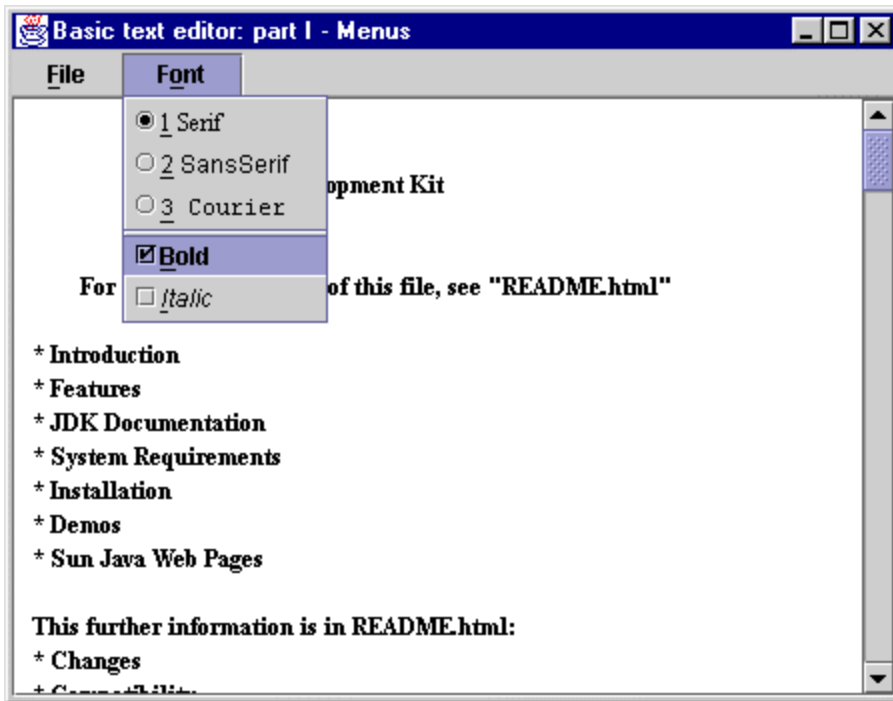 Basic text editor: part I - Menus
File Font
1 Serif
2 SansSerif
3 Courier
Bold
Italic
opment Kit
For of this file, see "README.html"
* Introduction
* Features
* JDK Documentation
* System Requirements
* Installation
* Demos
* Sun Java Web Pages
This further information is in README.html:
* Changes
* Compatibility